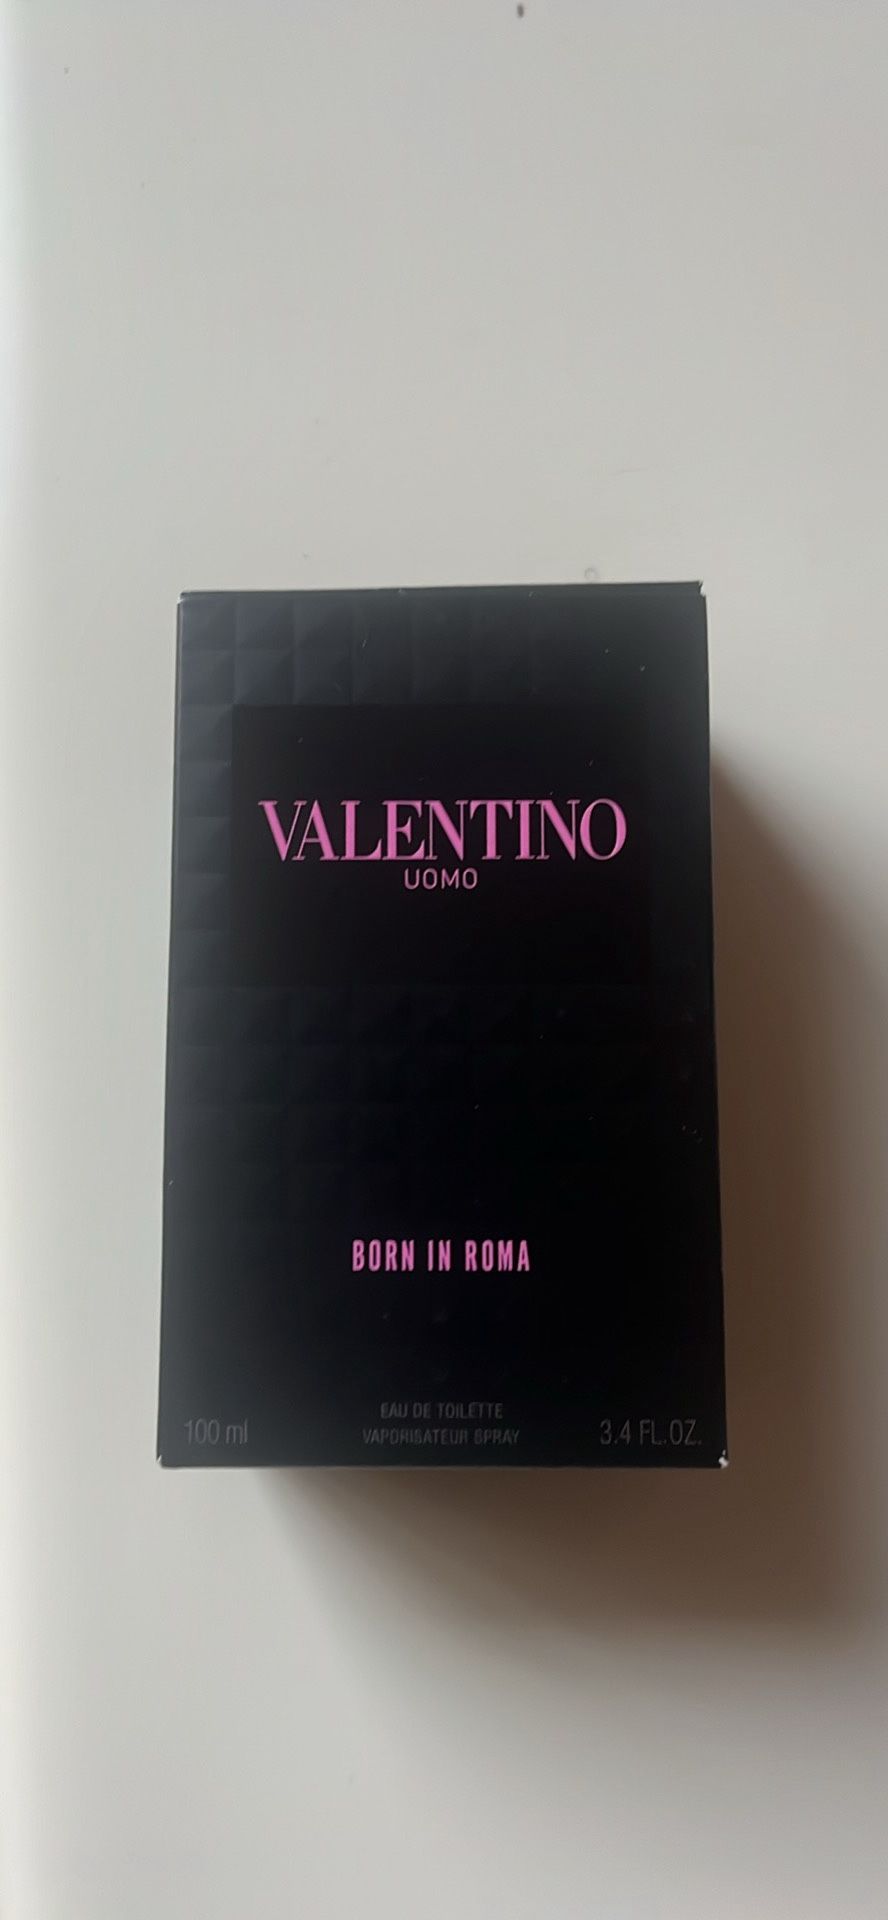 VALENTINO
UOMO
BORN IN ROMA
EAU DE TOILETTE
100 ml VAPORISATEUR SPRAY 3.4 FL.OZ.